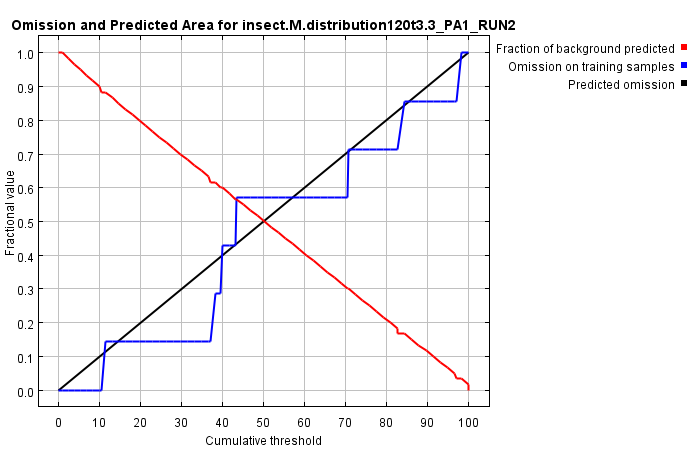 Omission and Predicted Area for insect.M.distribution120t3.3_PA1_RUN2
Fraction of background predicted
Omission on training samples
Predicted omission
Fractional value
1.0
0.9
0.8
0.7
0.6
0.5
0.4
0.3
0.2
0.1
0.0
0 10 20 30 40 50 60 70 80 90 100
Cumulative threshold